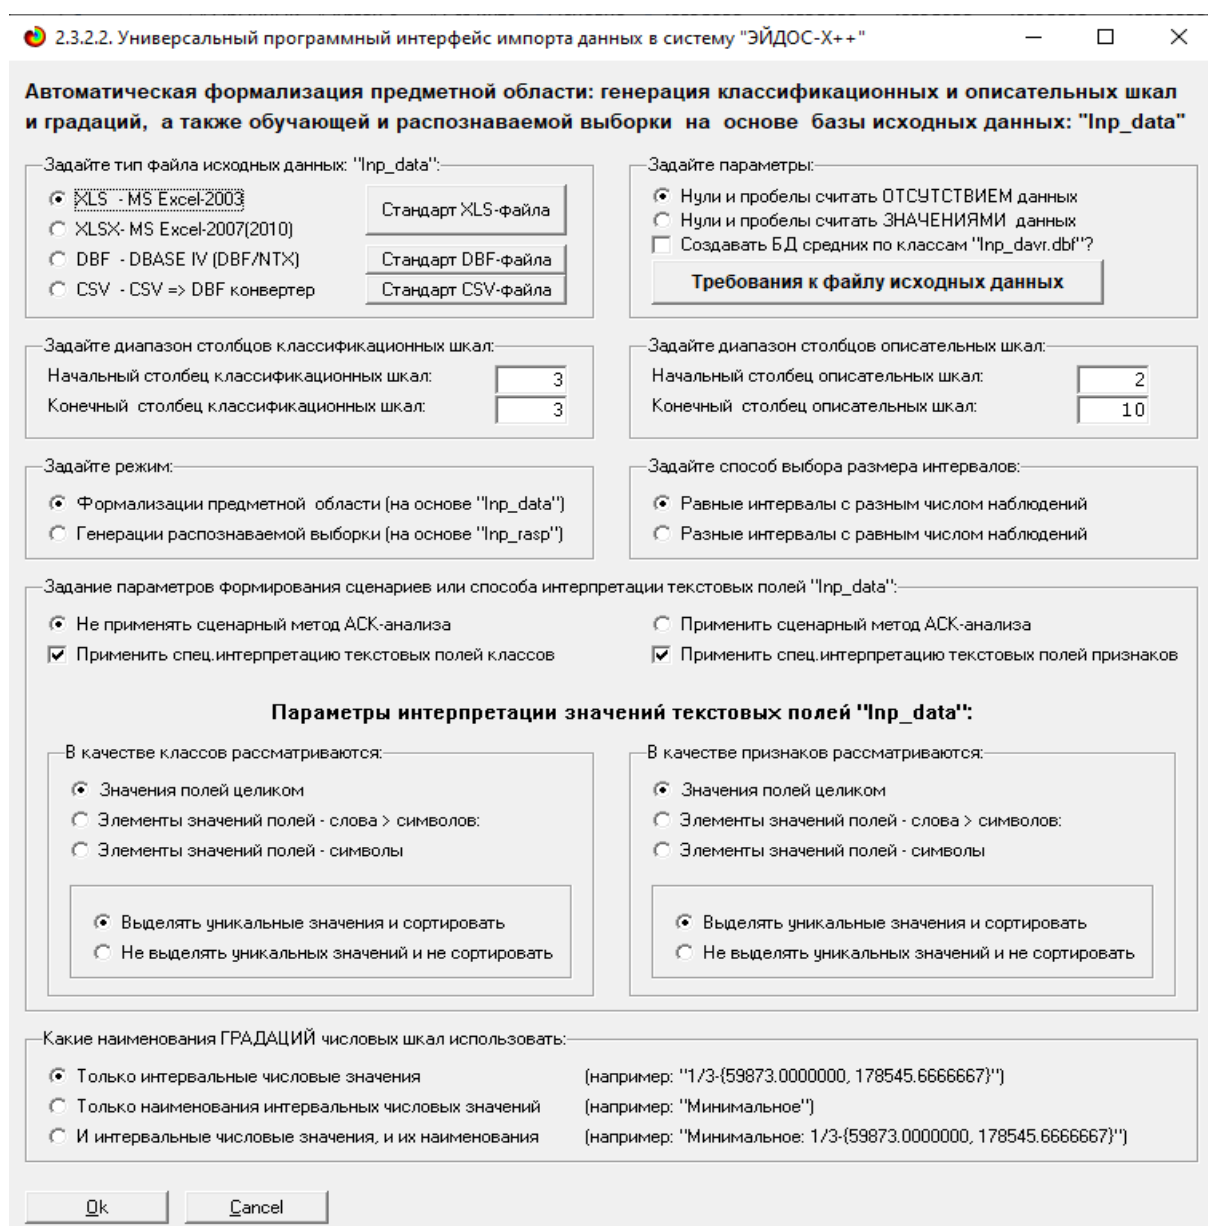 2.3.2.2. Универсальный программный интерфейс импорта данных в систему "ЭЙДОС-X++"
Автоматическая формализация предметной области: генерация классификационных и описательных шкал
и градаций, а также обучающей и распознаваемой выборки на основе базы исходных данных: "Inp_data"
Задайте тип файла исходных данных: "Inp_data":
XLS - MS Excel-2003
XLSX- MS Excel-2007(2010)
DBF - DBASE IV (DBF/NTX)
CSV - CSV => DBF конвертер
Стандарт XLS-файла
Стандарт DBF-файла
Стандарт CSV-файла
Задайте параметры:
Нули и пробелы считать ОТСУТСТВИЕМ данных
Нули и пробелы считать ЗНАЧЕНИЯМИ данных
Создавать БД средних по классам "Inp_davr.dbf"?
Требования к файлу исходных данных
Задайте диапазон столбцов классификационных шкал:
Начальный столбец классификационных шкал: 3
Конечный столбец классификационных шкал: 3
Задайте диапазон столбцов описательных шкал:
Начальный столбец описательных шкал: 2
Конечный столбец описательных шкал: 10
Задайте режим:
Формализации предметной области (на основе "Inp_data")
Генерации распознаваемой выборки (на основе "Inp_rasp")
Задайте способ выбора размера интервалов:
Равные интервалы с разным числом наблюдений
Разные интервалы с равным числом наблюдений
Задание параметров формирования сценариев или способа интерпретации текстовых полей "Inp_data":
Не применять сценарный метод АСК-анализа
Применить сценарный метод АСК-анализа
Применить спец.интерпретацию текстовых полей классов
Применить спец.интерпретацию текстовых полей признаков
Параметры интерпретации значений текстовых полей "Inp_data":
В качестве классов рассматриваются:
Значения полей целиком
Элементы значений полей - слова > символов:
Элементы значений полей - символы
Выделять уникальные значения и сортировать
Не выделять уникальных значений и не сортировать
В качестве признаков рассматриваются:
Значения полей целиком
Элементы значений полей - слова > символов:
Элементы значений полей - символы
Выделять уникальные значения и сортировать
Не выделять уникальных значений и не сортировать
Какие наименования ГРАДАЦИЙ числовых шкал использовать:
Только интервальные числовые значения (например: "1/3-{59873.0000000, 178545.6666667}")
Только наименования интервальных числовых значений (например: "Минимальное")
И интервальные числовые значения, и их наименования (например: "Минимальное: 1/3-{59873.0000000, 178545.6666667}")
Ok
Cancel